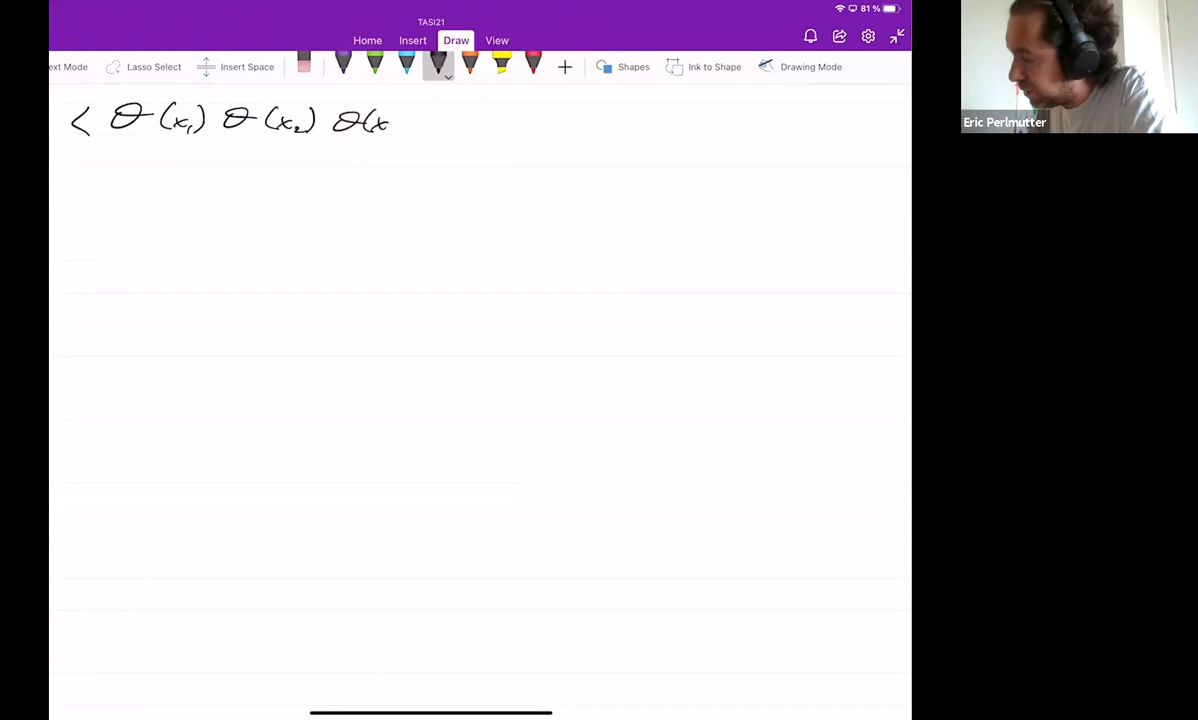 81 %
TASI21
Home Insert Draw View
ext Mode Lasso Select Insert Space Shapes Ink to Shape Drawing Mode
< O(x₁) O(x₂) O(x
Eric Perlmutter